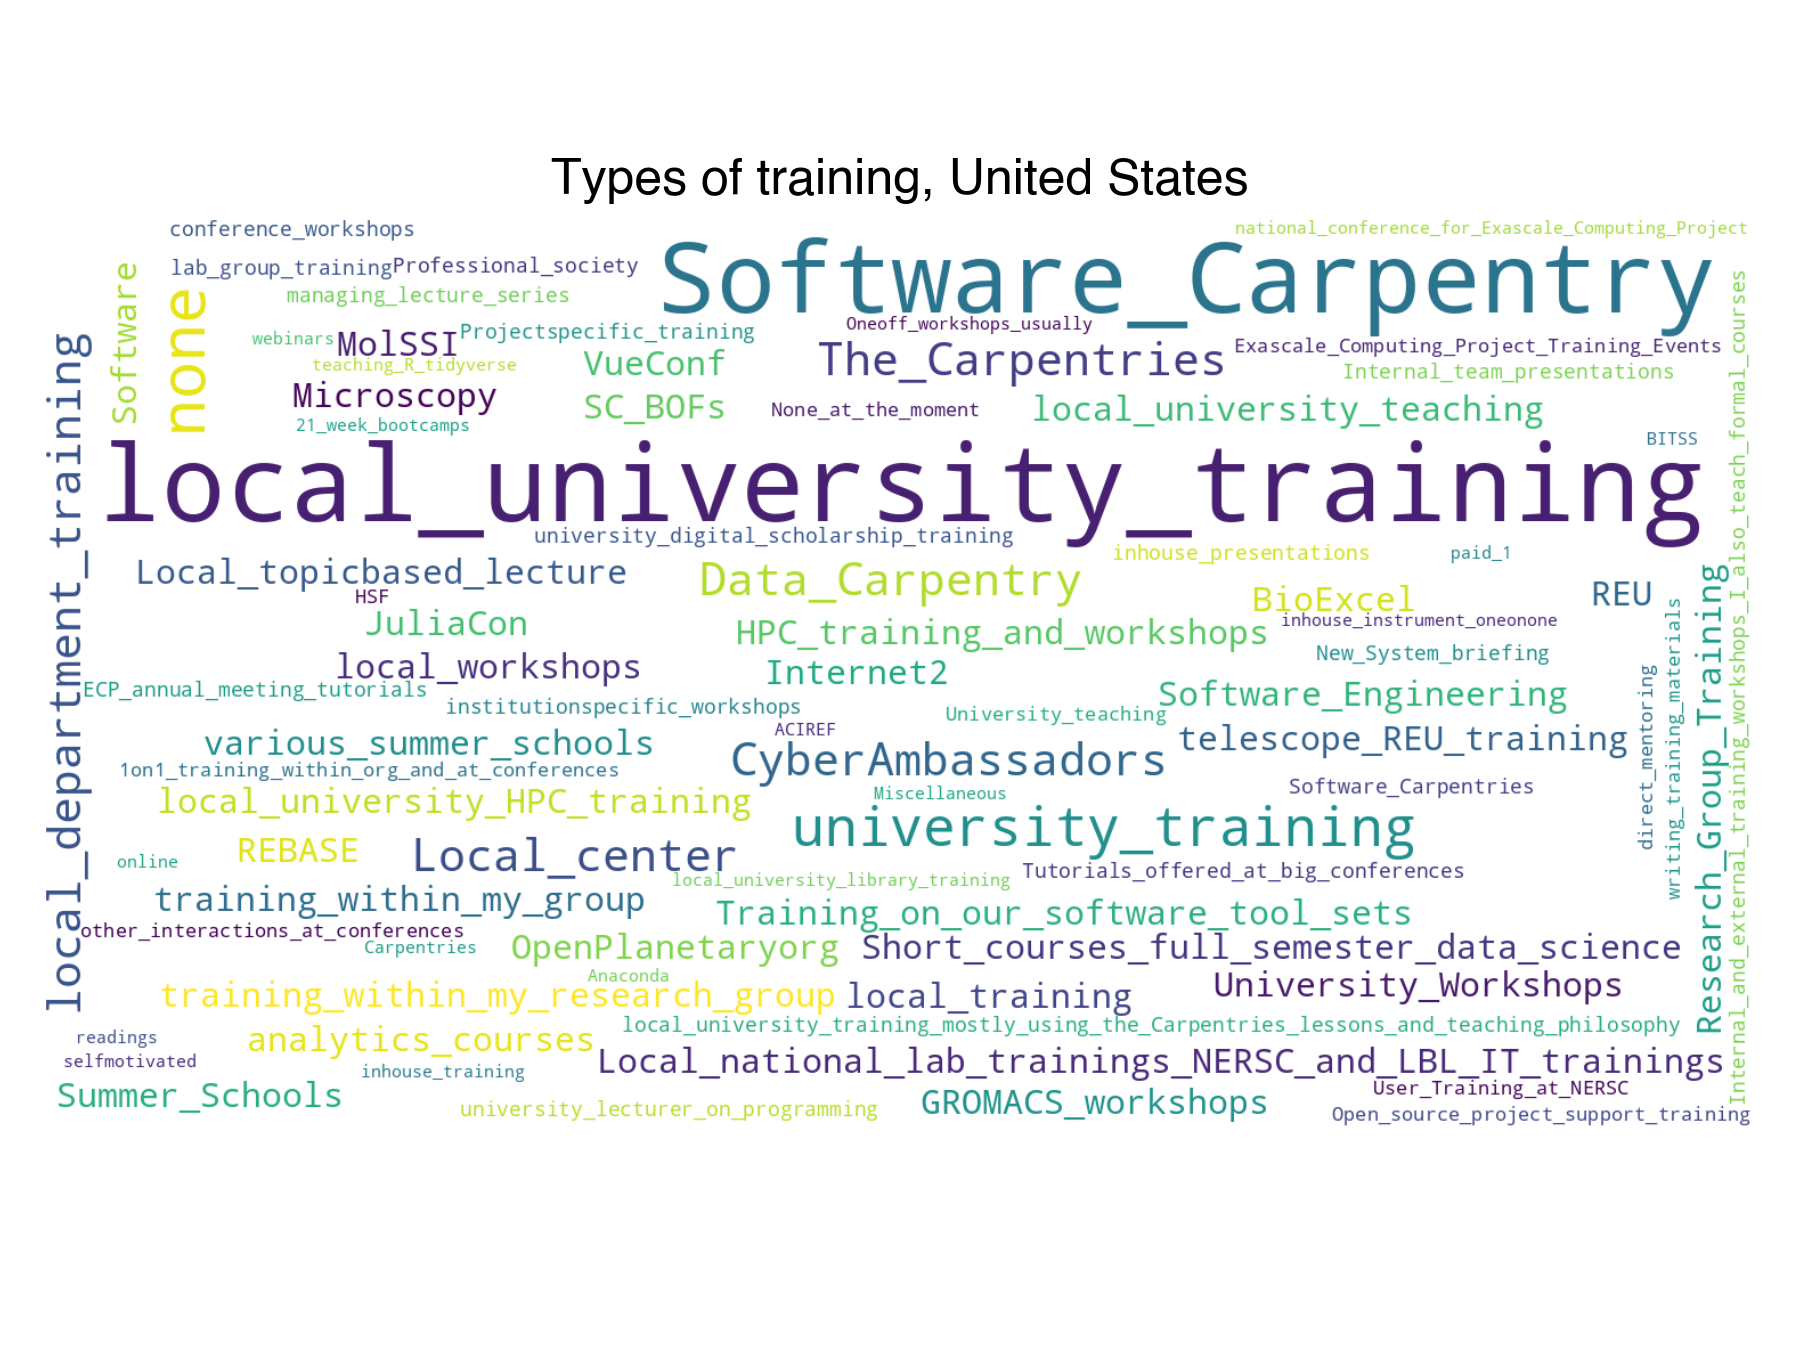 Types of training, United States
conference_workshops
national_conference_for_Exascale_Computing_Project
Software_Carpentry
lab_group_training
Professional_society
managing_lecture_series
Software
none
webinars
MolSSI
Projectspecific_training
Oneoff_workshops_usually
The_Carpentries
Exascale_Computing_Project_Training_Events
teaching_R_tidyverse
VueConf
Internal_team_presentations
Microscopy
SC_BOFs
None_at_the_moment
local_university_teaching
21_week_bootcamps
BITSS
local_university_training
local_department_training
Internal_and_external_training_workshops_I_also_teach_formal_courses
university_digital_scholarship_training
inhouse_presentations
paid_1
Local_topicbased_lecture
Data_Carpentry
BioExcel
REU
HSF
JuliaCon
HPC_training_and_workshops
inhouse_instrument_oneonone
local_workshops
Internet2
New_System_briefing
ECP_annual_meeting_tutorials
institutionspecific_workshops
Software_Engineering
University_teaching
direct_mentoring
writing_training_materials
Research_Group_Training
ACIREF
various_summer_schools
CyberAmbassadors
telescope_REU_training
1on1_training_within_org_and_at_conferences
Software_Carpentries
local_university_HPC_training
Miscellaneous
university_training
REBASE
Local_center
online
Tutorials_offered_at_big_conferences
local_university_library_training
training_within_my_group
Training_on_our_software_tool_sets
other_interactions_at_conferences
Carpentries
OpenPlanetaryorg
Short_courses_full_semester_data_science
Anaconda
training_within_my_research_group
local_training
University_Workshops
local_university_training_mostly_using_the_Carpentries_lessons_and_teaching_philosophy
readings
analytics_courses
selfmotivated
Local_national_lab_trainings_NERSC_and_LBL_IT_trainings
inhouse_training
User_Training_at_NERSC
Summer_Schools
university_lecturer_on_programming
GROMACS_workshops
Open_source_project_support_training